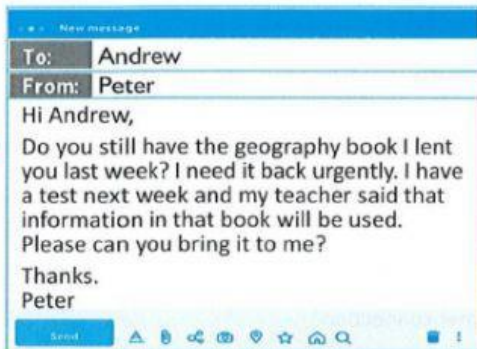 New message
To: Andrew
From: Peter
Hi Andrew,
Do you still have the geography book I lent
you last week? I need it back urgently. I have
a test next week and my teacher said that
information in that book will be used.
Please can you bring it to me?
Thanks.
Peter
Send